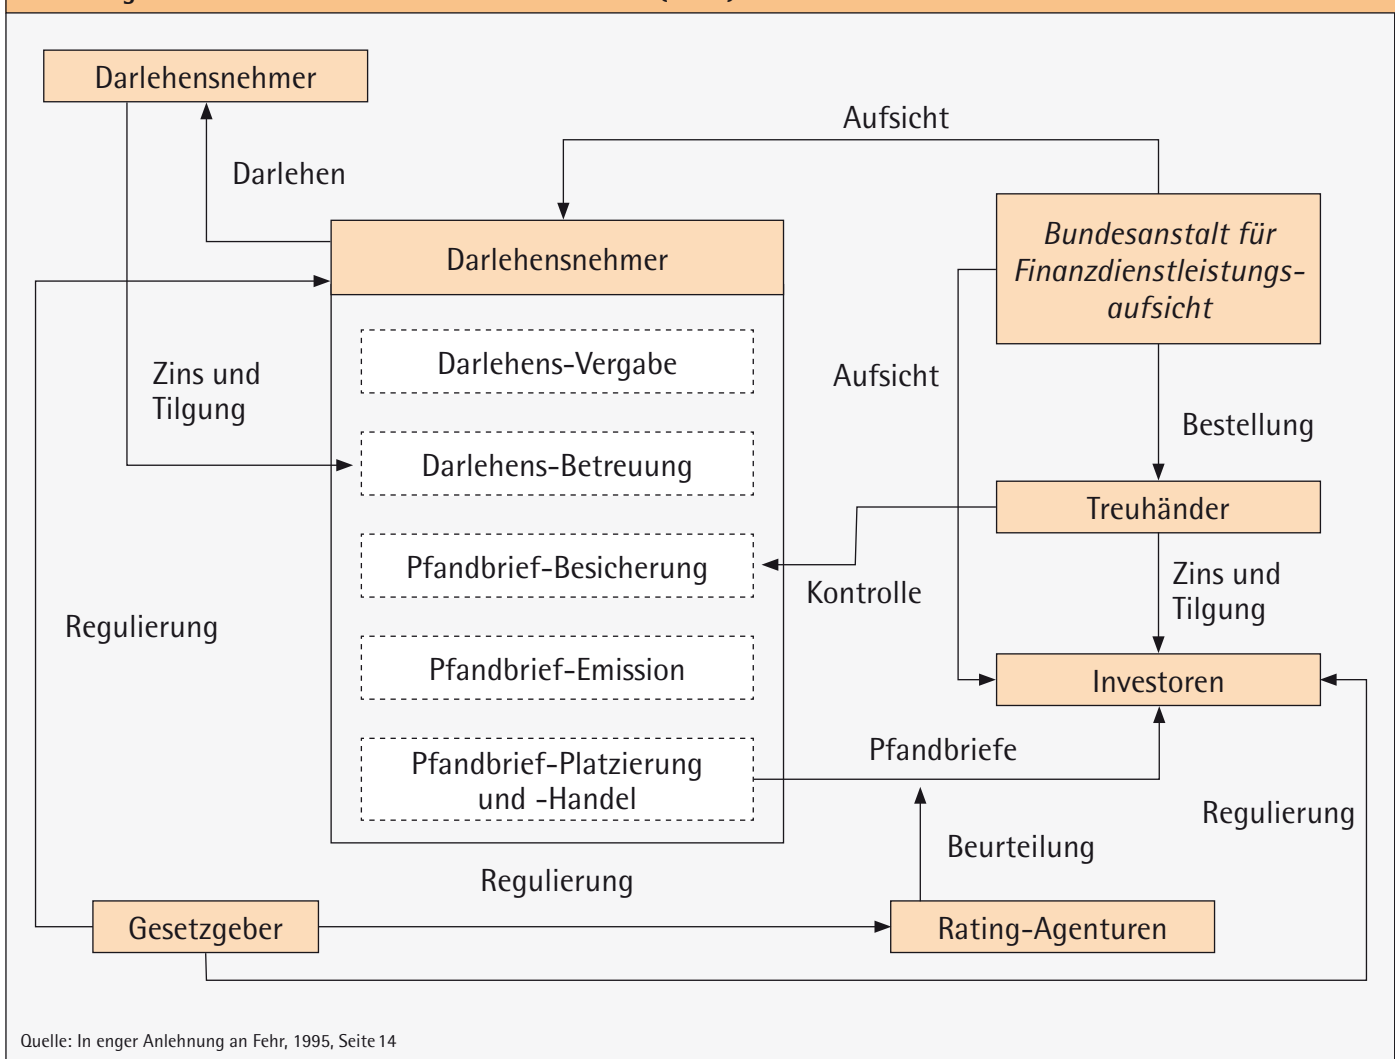 Darlehensnehmer
Aufsicht
Darlehen
Bundesanstalt für
Finanzdienstleistungs-
aufsicht
Darlehensnehmer
Darlehens-Vergabe
Zins und
Tilgung
Aufsicht
Bestellung
Darlehens-Betreuung
Treuhänder
Pfandbrief-Besicherung
Kontrolle
Zins und
Tilgung
Regulierung
Pfandbrief-Emission
Investoren
Pfandbriefe
Pfandbrief-Platzierung
und -Handel
Regulierung
Beurteilung
Regulierung
Gesetzgeber
Rating-Agenturen
Quelle: In enger Anlehnung an Fehr, 1995, Seite 14